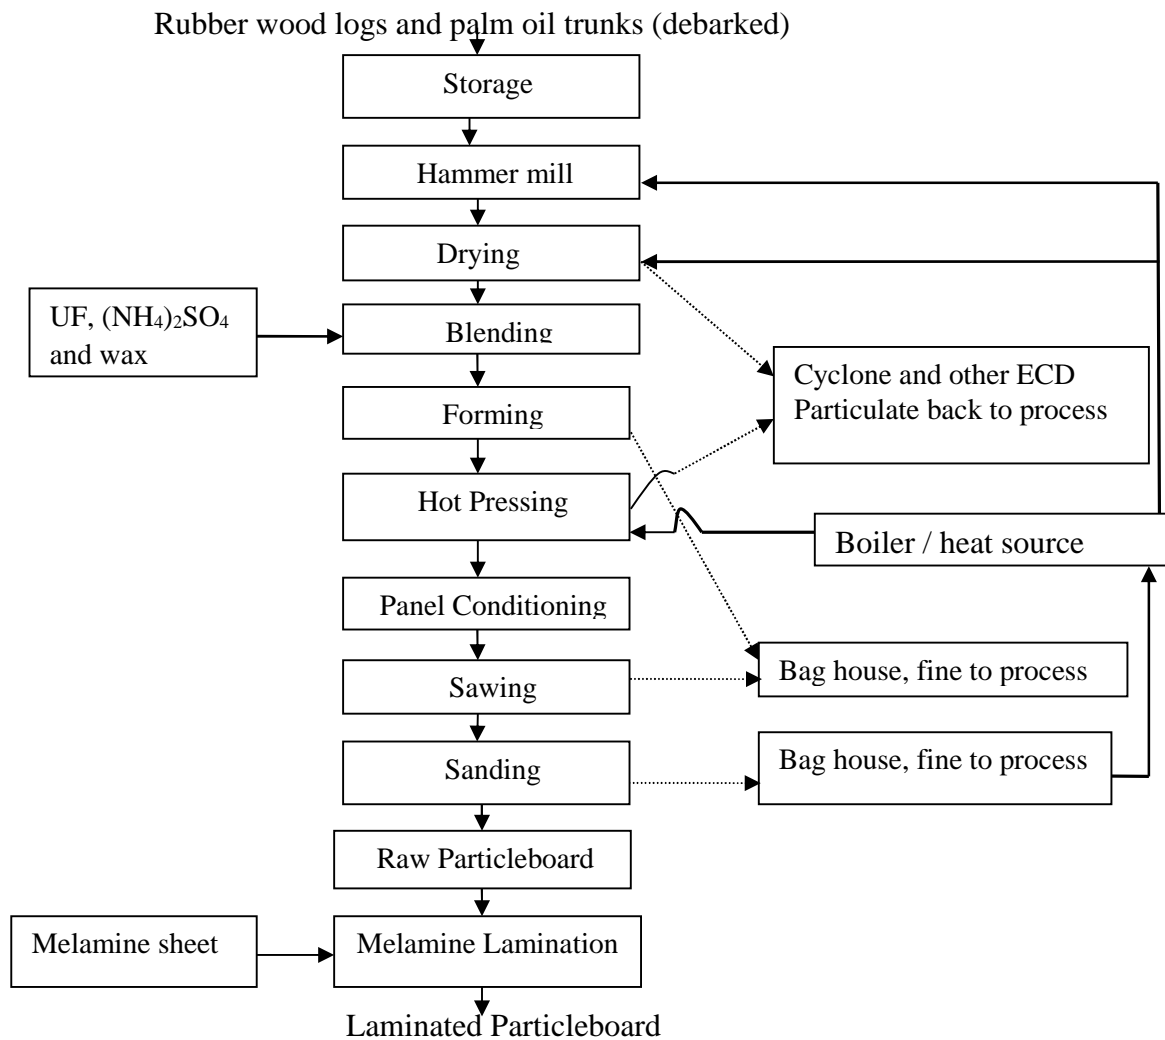 Rubber wood logs and palm oil trunks (debarked)
Storage
Hammer mill
Drying
UF, (NH₄)₂SO₄
and wax
Blending
Cyclone and other ECD
Particulate back to process
Forming
Hot Pressing
Boiler / heat source
Panel Conditioning
Bag house, fine to process
Sawing
Bag house, fine to process
Sanding
Raw Particleboard
Melamine sheet
Melamine Lamination
Laminated Particleboard